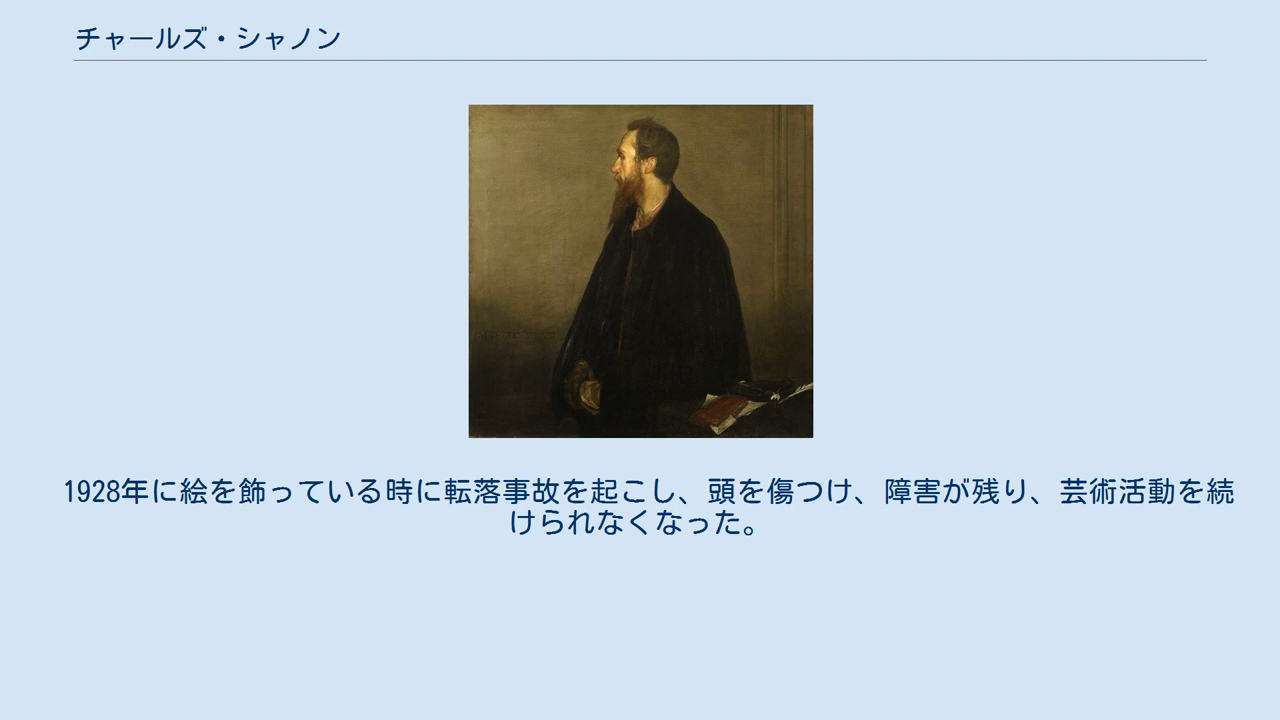 チャールズ・シャノン
1928年に絵を飾っている時に転落事故を起こし、頭を傷つけ、障害が残り、芸術活動を続
けられなくなった。